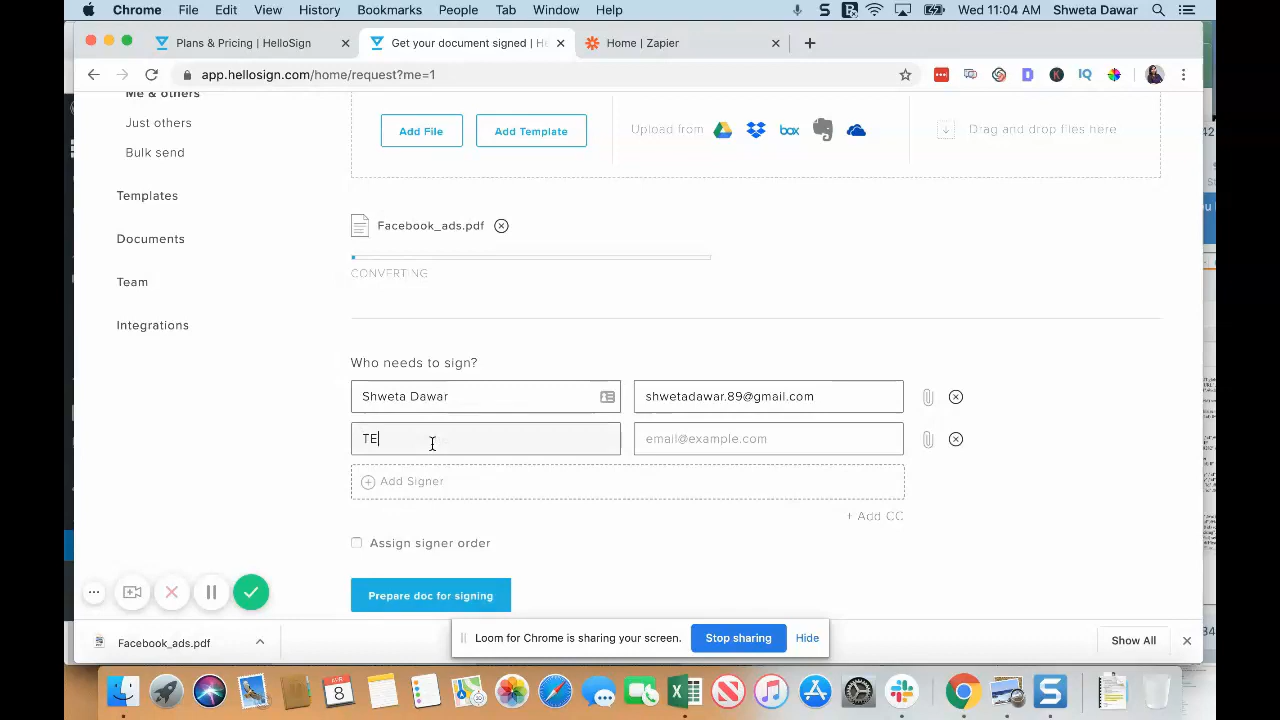 Chrome File Edit View History Bookmarks People Tab Window Help
Wed 11:04 AM Shweta Dawar
Plans & Pricing | HelloSign
Get your document signed | He
Home | Zapier
app.hellosign.com/home/request?me=1
IQ
Me & others
Just others
Bulk send
Templates
Documents
Team
Integrations
Add File
Add Template
Upload from
box
Drag and drop files here
Facebook_ads.pdf
CONVERTING
Who needs to sign?
Shweta Dawar
shwetadawar.89@gmail.com
TE
email@example.com
Add Signer
+ Add CC
Assign signer order
Prepare doc for signing
Loom for Chrome is sharing your screen.
Stop sharing
Hide
Facebook_ads.pdf
Show All